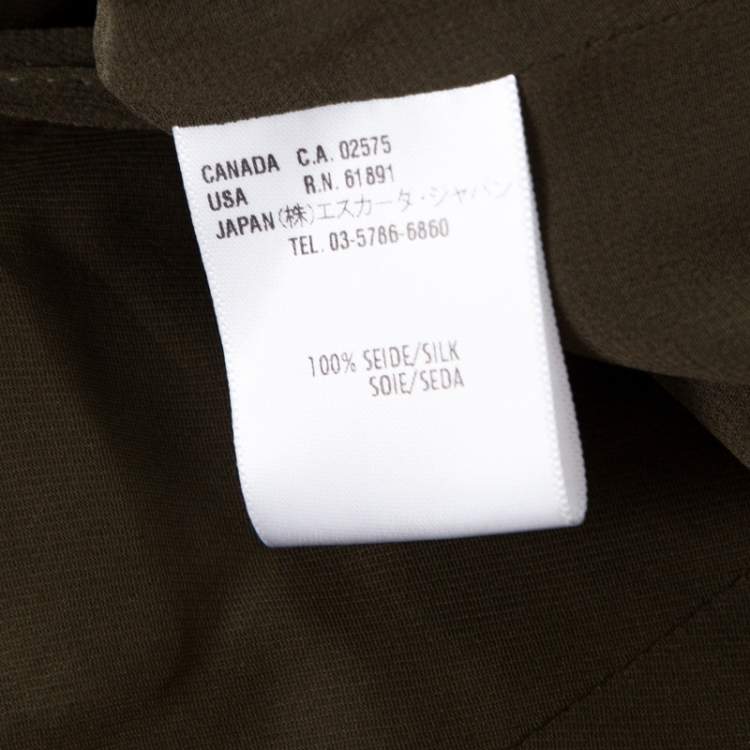 CANADA C.A. 02575
USA R.N. 61891
JAPAN (株)エスカーダ・ジャパン
TEL. 03-5786-6860
100% SEIDE/SILK
SOIE/SEDA